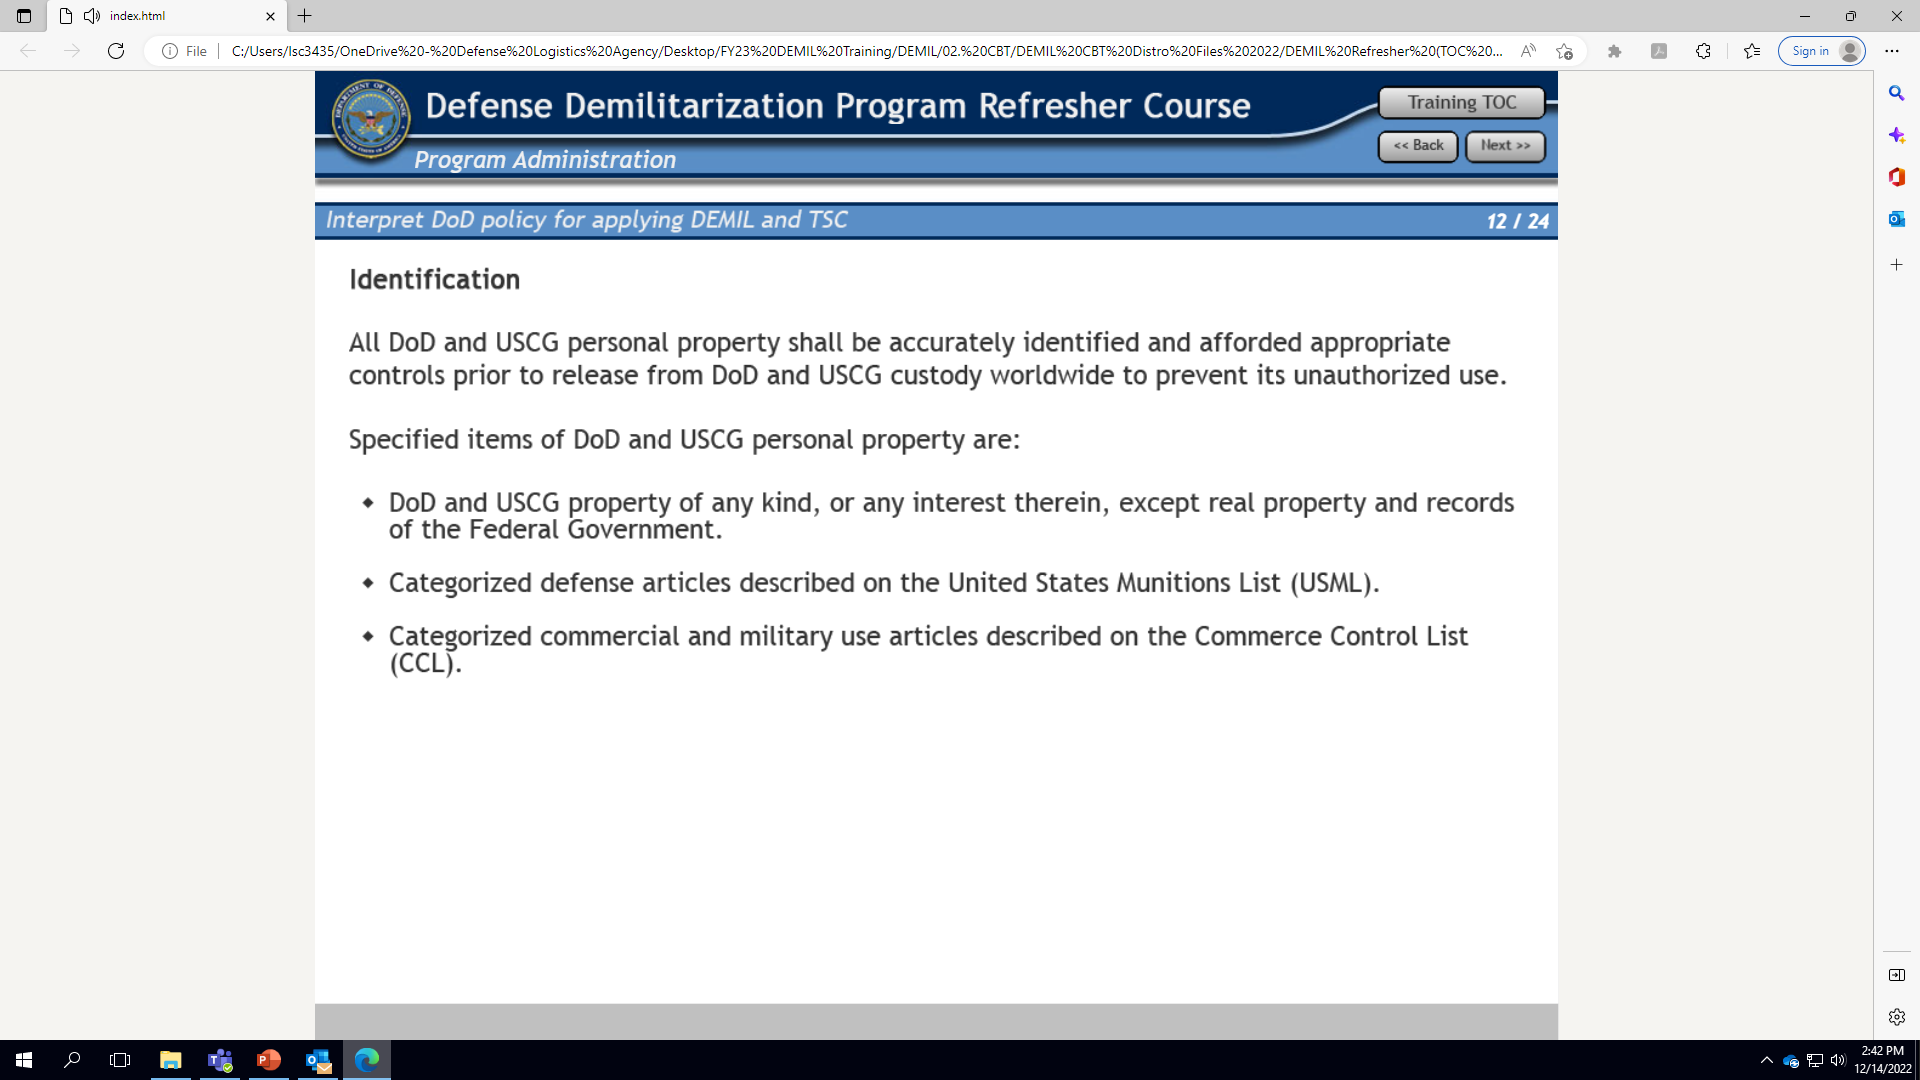 index.html
File
C:/Users/lsc3435/OneDrive%20-%20Defense%20Logistics%20Agency/Desktop/FY23%20DEMIL%20Training/DEMIL/02.%20CBT/DEMIL%20CBT%20Distro%20Files%202022/DEMIL%20Refresher%20(TOC%20...
Sign in
Defense Demilitarization Program Refresher Course
Training TOC
<< Back
Next >>
Program Administration
Interpret DoD policy for applying DEMIL and TSC
12 / 24
Identification
All DoD and USCG personal property shall be accurately identified and afforded appropriate
controls prior to release from DoD and USCG custody worldwide to prevent its unauthorized use.
Specified items of DoD and USCG personal property are:
DoD and USCG property of any kind, or any interest therein, except real property and records
of the Federal Government.
Categorized defense articles described on the United States Munitions List (USML).
Categorized commercial and military use articles described on the Commerce Control List
(CCL).
2:42 PM
12/14/2022